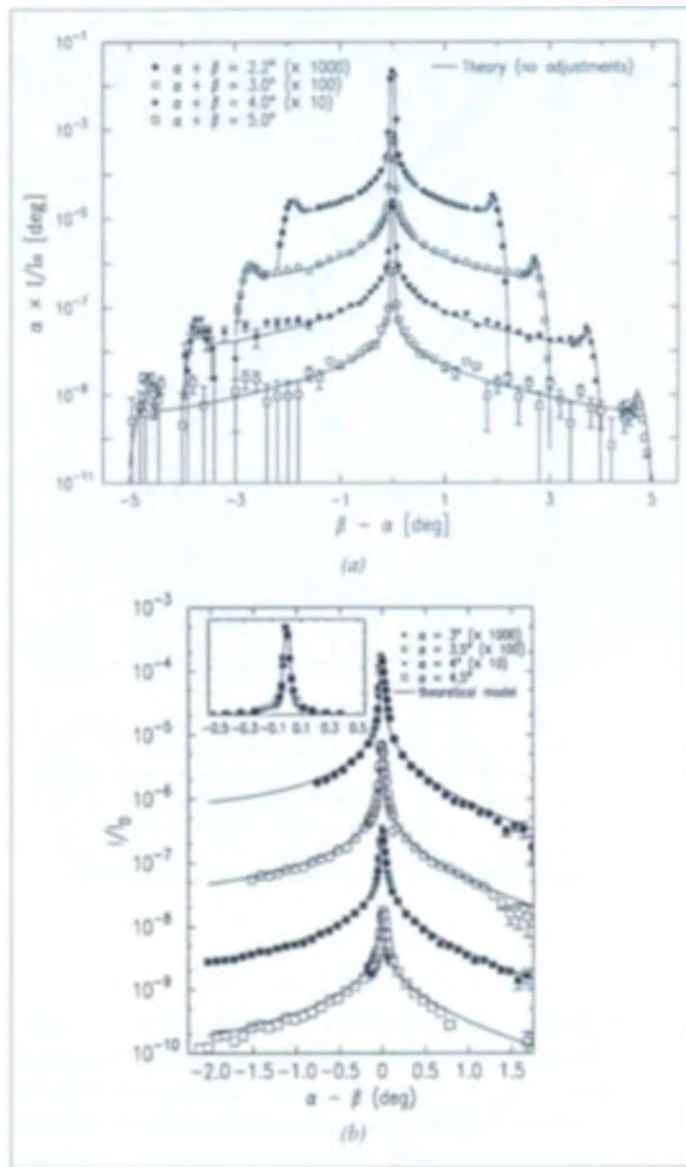 10⁻¹
10⁻³
10⁻⁵
10⁻⁷
10⁻⁹
10⁻¹¹
α × I/I₀ [deg]
α + β = 2.2° (X 1000)
α + β = 3.0° (X 100)
α + β = 4.0° (X 10)
α + β = 5.0°
Theory (no adjustments)
-5 -3 -1 1 3 5
β - α [deg]
(a)
10⁻³
10⁻⁴
10⁻⁵
10⁻⁶
10⁻⁷
10⁻⁸
10⁻⁹
10⁻¹⁰
I/I₀
-0.5 -0.3 -0.1 0.1 0.3 0.5
α = 3° (X 1000)
α = 3.5° (X 100)
α = 4° (X 10)
α = 4.5°
theoretical model
-2.0 -1.5 -1.0 -0.5 0 0.5 1.0 1.5
α - β (deg)
(b)